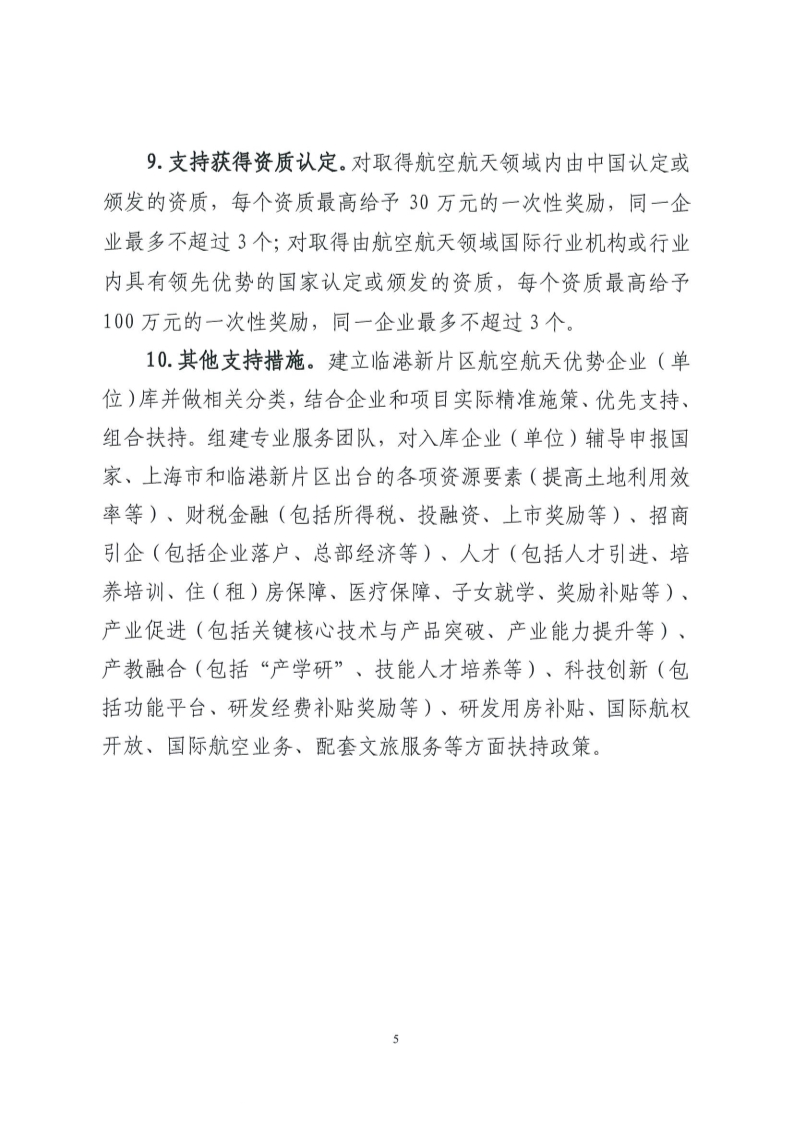 9.支持获得资质认定。对取得航空航天领域内由中国认定或
颁发的资质，每个资质最高给予 30 万元的一次性奖励，同一企
业最多不超过 3 个；对取得由航空航天领域国际行业机构或行业
内具有领先优势的国家认定或颁发的资质，每个资质最高给予
100 万元的一次性奖励，同一企业最多不超过 3 个。
10.其他支持措施。建立临港新片区航空航天优势企业（单
位）库并做相关分类，结合企业和项目实际精准施策、优先支持、
组合扶持。组建专业服务团队，对入库企业（单位）辅导申报国
家、上海市和临港新片区出台的各项资源要素（提高土地利用效
率等）、财税金融（包括所得税、投融资、上市奖励等）、招商
引企（包括企业落户、总部经济等）、人才（包括人才引进、培
养培训、住（租）房保障、医疗保障、子女就学、奖励补贴等）、
产业促进（包括关键核心技术与产品突破、产业能力提升等）、
产教融合（包括“产学研”、技能人才培养等）、科技创新（包
括功能平台、研发经费补贴奖励等）、研发用房补贴、国际航权
开放、国际航空业务、配套文旅服务等方面扶持政策。
5